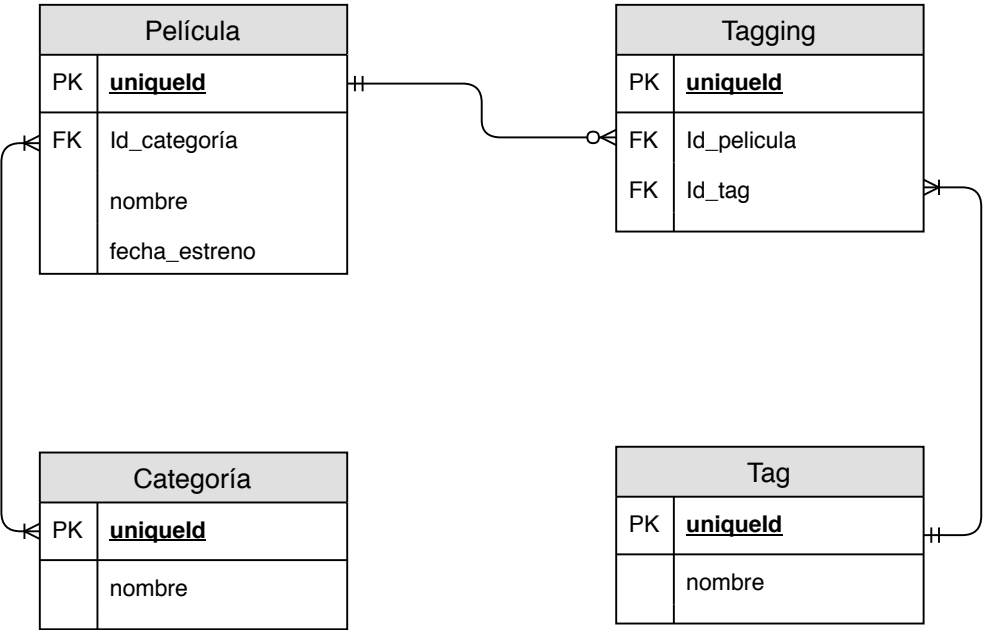 Película
PK uniqueId
FK Id_categoría
nombre
fecha_estreno
Tagging
PK uniqueId
FK Id_pelicula
FK Id_tag
Categoría
PK uniqueId
nombre
Tag
PK uniqueId
nombre